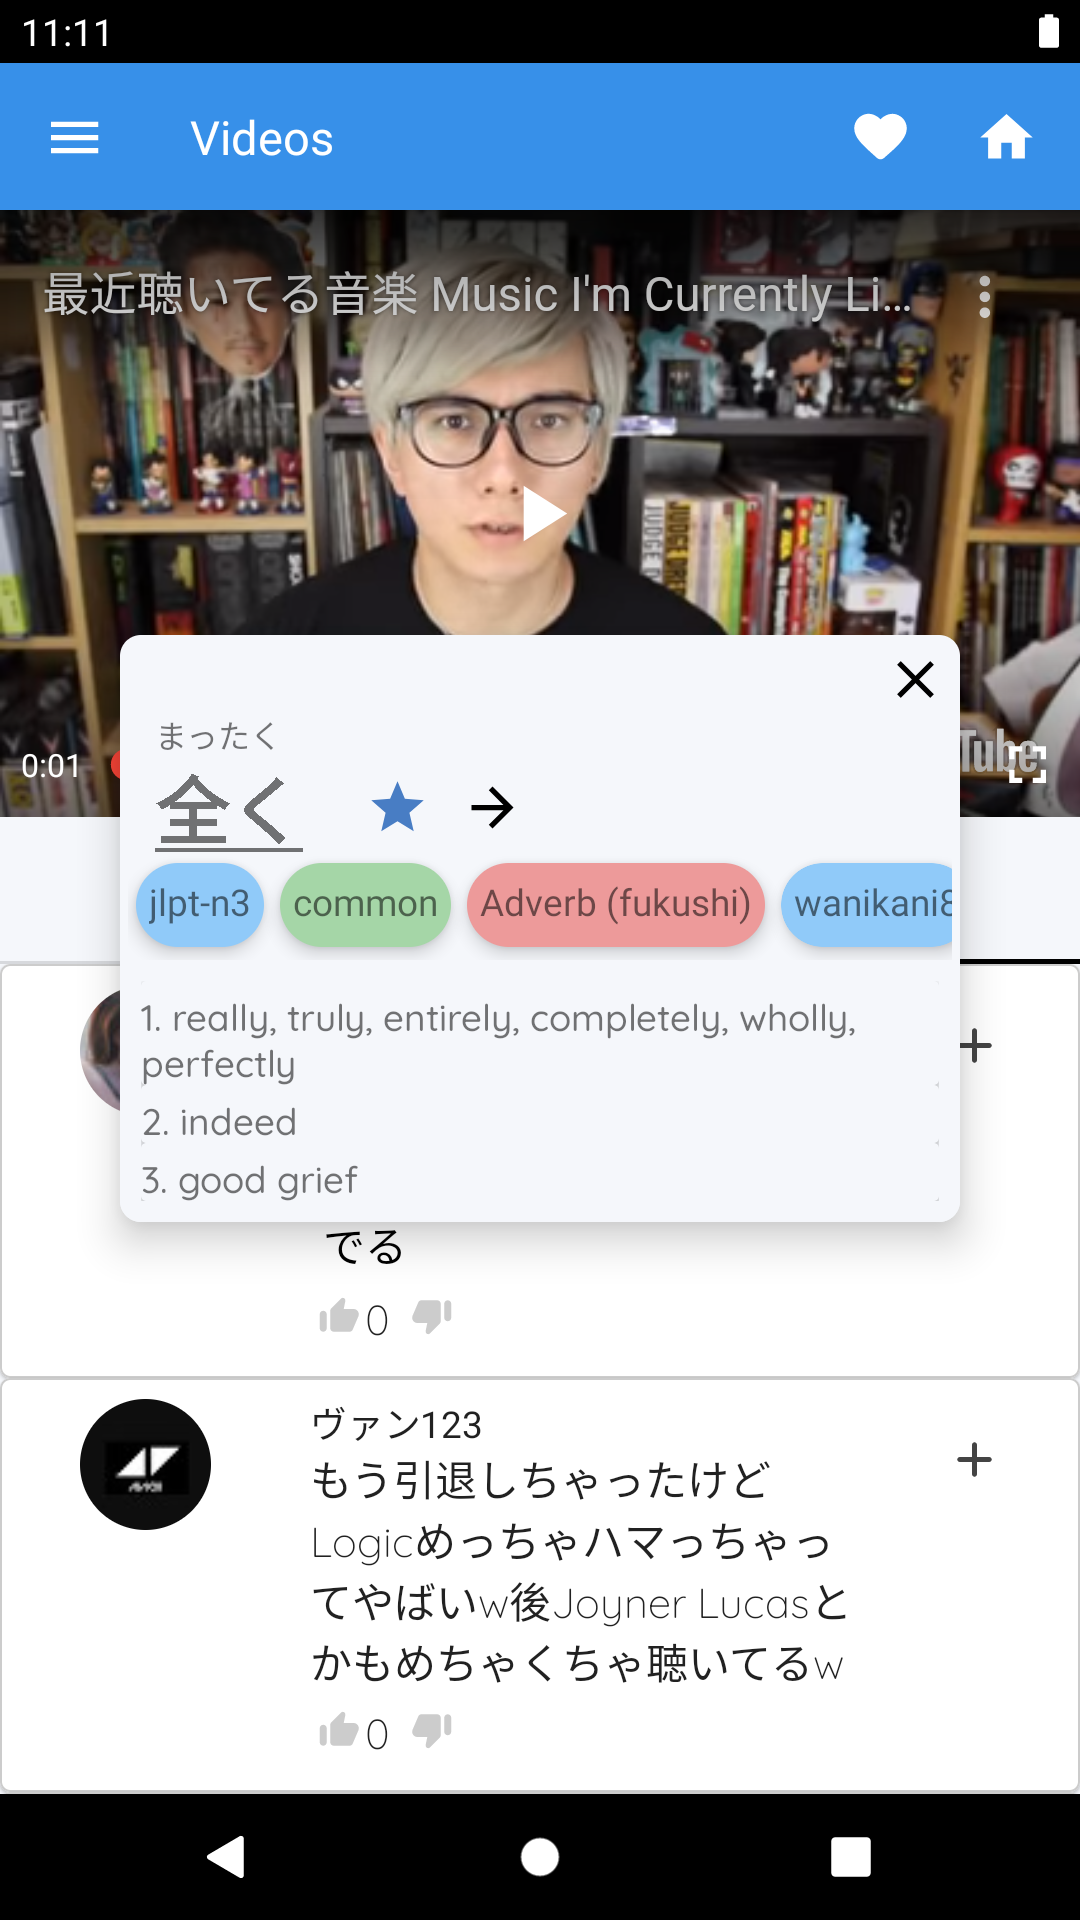 11:11
Videos
最近聴いてる音楽 Music I'm Currently Li...
0:01
Tube
まったく
全く
jlpt-n3 common Adverb (fukushi) wanikani8
1. really, truly, entirely, completely, wholly,
perfectly
2. indeed
3. good grief
でる
0
ヴァン123
もう引退しちゃったけど
Logicめっちゃハマっちゃっ
てやばいw後Joyner Lucasと
かもめちゃくちゃ聴いてるw
0